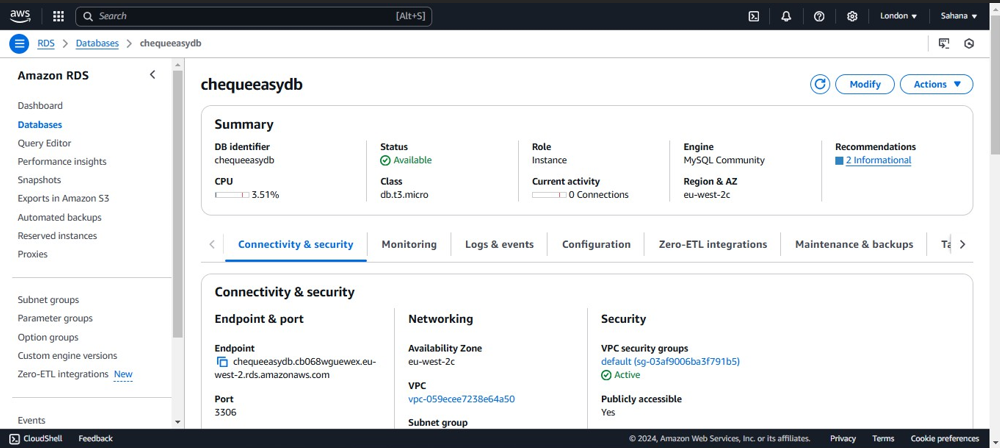 aws
Search [Alt+S] London Sahana
RDS Databases chequeeasydb
Amazon RDS
Dashboard
Databases
Query Editor
Performance insights
Snapshots
Exports in Amazon S3
Automated backups
Reserved instances
Proxies
Subnet groups
Parameter groups
Option groups
Custom engine versions
Zero-ETL integrations New
Events
chequeeasydb
Modify Actions
Summary
DB identifier
chequeeasydb
Status
Available
Role
Instance
Engine
MySQL Community
Recommendations
2 Informational
CPU
3.51%
Class
db.t3.micro
Current activity
0 Connections
Region & AZ
eu-west-2c
Connectivity & security Monitoring Logs & events Configuration Zero-ETL integrations Maintenance & backups
Connectivity & security
Endpoint & port
Endpoint
chequeeasydb.cb068wguewex.eu-
west-2.rds.amazonaws.com
Port
3306
Networking
Availability Zone
eu-west-2c
VPC
vpc-059ecee7238e64a50
Subnet group
Security
VPC security groups
default (sg-03af9006ba3f791b5)
Active
Publicly accessible
Yes
CloudShell Feedback © 2024, Amazon Web Services, Inc. or its affiliates. Privacy Terms Cookie preferences